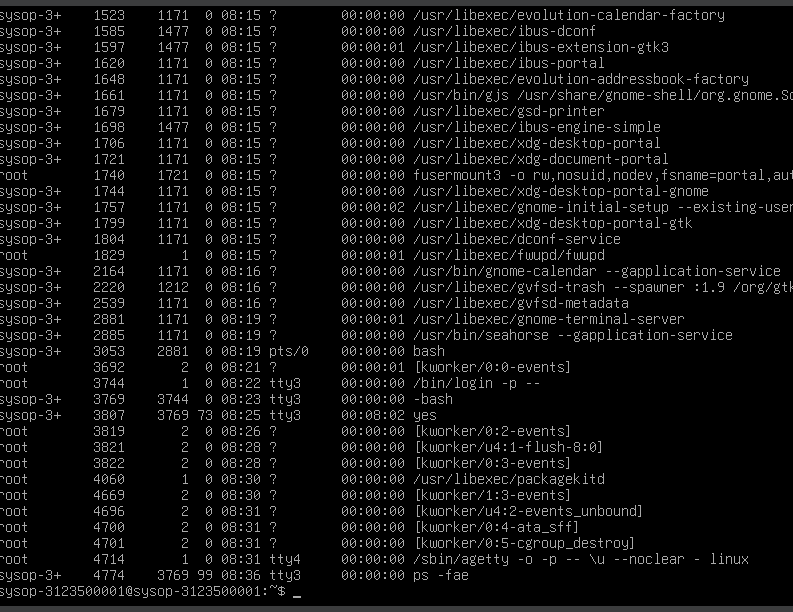 sysop-3+    1523    1171  0 08:15 ?        00:00:00 /usr/libexec/evolution-calendar-factory
sysop-3+    1585    1477  0 08:15 ?        00:00:00 /usr/libexec/ibus-dconf
sysop-3+    1597    1477  0 08:15 ?        00:00:01 /usr/libexec/ibus-extension-gtk3
sysop-3+    1620    1171  0 08:15 ?        00:00:00 /usr/libexec/ibus-portal
sysop-3+    1648    1171  0 08:15 ?        00:00:00 /usr/libexec/evolution-addressbook-factory
sysop-3+    1661    1171  0 08:15 ?        00:00:00 /usr/bin/gjs /usr/share/gnome-shell/org.gnome.Sc
sysop-3+    1679    1171  0 08:15 ?        00:00:00 /usr/libexec/gsd-printer
sysop-3+    1698    1477  0 08:15 ?        00:00:00 /usr/libexec/ibus-engine-simple
sysop-3+    1706    1171  0 08:15 ?        00:00:00 /usr/libexec/xdg-desktop-portal
sysop-3+    1721    1171  0 08:15 ?        00:00:00 /usr/libexec/xdg-document-portal
root        1740    1721  0 08:15 ?        00:00:00 fusermount3 -o rw,nosuid,nodev,fsname=portal,aut
sysop-3+    1744    1171  0 08:15 ?        00:00:00 /usr/libexec/xdg-desktop-portal-gnome
sysop-3+    1757    1171  0 08:15 ?        00:00:02 /usr/libexec/gnome-initial-setup --existing-user
sysop-3+    1799    1171  0 08:15 ?        00:00:00 /usr/libexec/xdg-desktop-portal-gtk
sysop-3+    1804    1171  0 08:15 ?        00:00:00 /usr/libexec/dconf-service
root        1829       1  0 08:15 ?        00:00:01 /usr/libexec/fwupd/fwupd
sysop-3+    2164    1171  0 08:16 ?        00:00:00 /usr/bin/gnome-calendar --gapplication-service
sysop-3+    2220    1212  0 08:16 ?        00:00:00 /usr/libexec/gvfsd-trash --spawner :1.9 /org/gtk
sysop-3+    2539    1171  0 08:16 ?        00:00:00 /usr/libexec/gvfsd-metadata
sysop-3+    2881    1171  0 08:19 ?        00:00:01 /usr/libexec/gnome-terminal-server
sysop-3+    2885    1171  0 08:19 ?        00:00:00 /usr/bin/seahorse --gapplication-service
sysop-3+    3053    2881  0 08:19 pts/0    00:00:00 bash
root        3692       2  0 08:21 ?        00:00:01 [kworker/0:0-events]
root        3744       1  0 08:22 tty3     00:00:00 /bin/login -p --
sysop-3+    3769    3744  0 08:23 tty3     00:00:00 -bash
sysop-3+    3807    3769 73 08:25 tty3     00:08:02 yes
root        3819       2  0 08:26 ?        00:00:00 [kworker/0:2-events]
root        3821       2  0 08:28 ?        00:00:00 [kworker/u4:1-flush-8:0]
root        3822       2  0 08:28 ?        00:00:00 [kworker/0:3-events]
root        4060       1  0 08:30 ?        00:00:00 /usr/libexec/packagekitd
root        4669       2  0 08:30 ?        00:00:00 [kworker/1:3-events]
root        4696       2  0 08:31 ?        00:00:00 [kworker/u4:2-events_unbound]
root        4700       2  0 08:31 ?        00:00:00 [kworker/0:4-ata_sff]
root        4701       2  0 08:31 ?        00:00:00 [kworker/0:5-cgroup_destroy]
root        4714       1  0 08:31 tty4     00:00:00 /sbin/agetty -o -p -- \u --noclear - linux
sysop-3+    4774    3769 99 08:36 tty3     00:00:00 ps -fae
sysop-3123500001@sysop-3123500001:~$ _